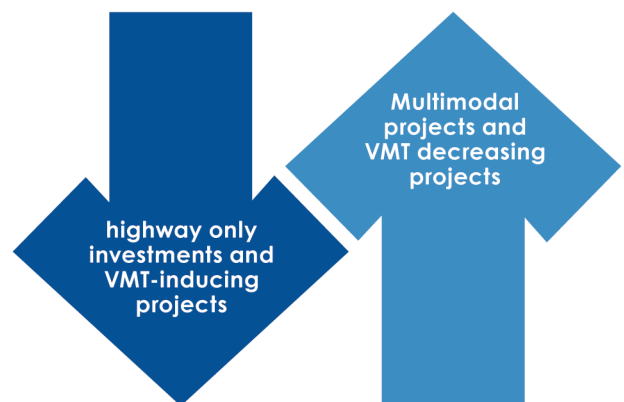 highway only
investments and
VMT-inducing
projects
Multimodal
projects and
VMT decreasing
projects